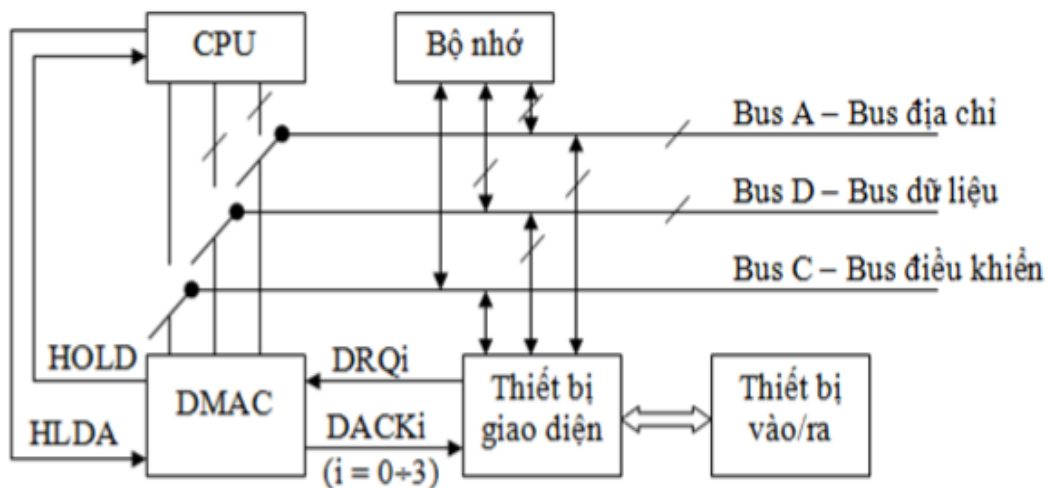 CPU
Bộ nhớ
Bus A – Bus địa chỉ
Bus D – Bus dữ liệu
Bus C – Bus điều khiển
HOLD
DRQi
DMAC
Thiết bị
giao diện
Thiết bị
vào/ra
HLDA
DACKi
(i = 0÷3)